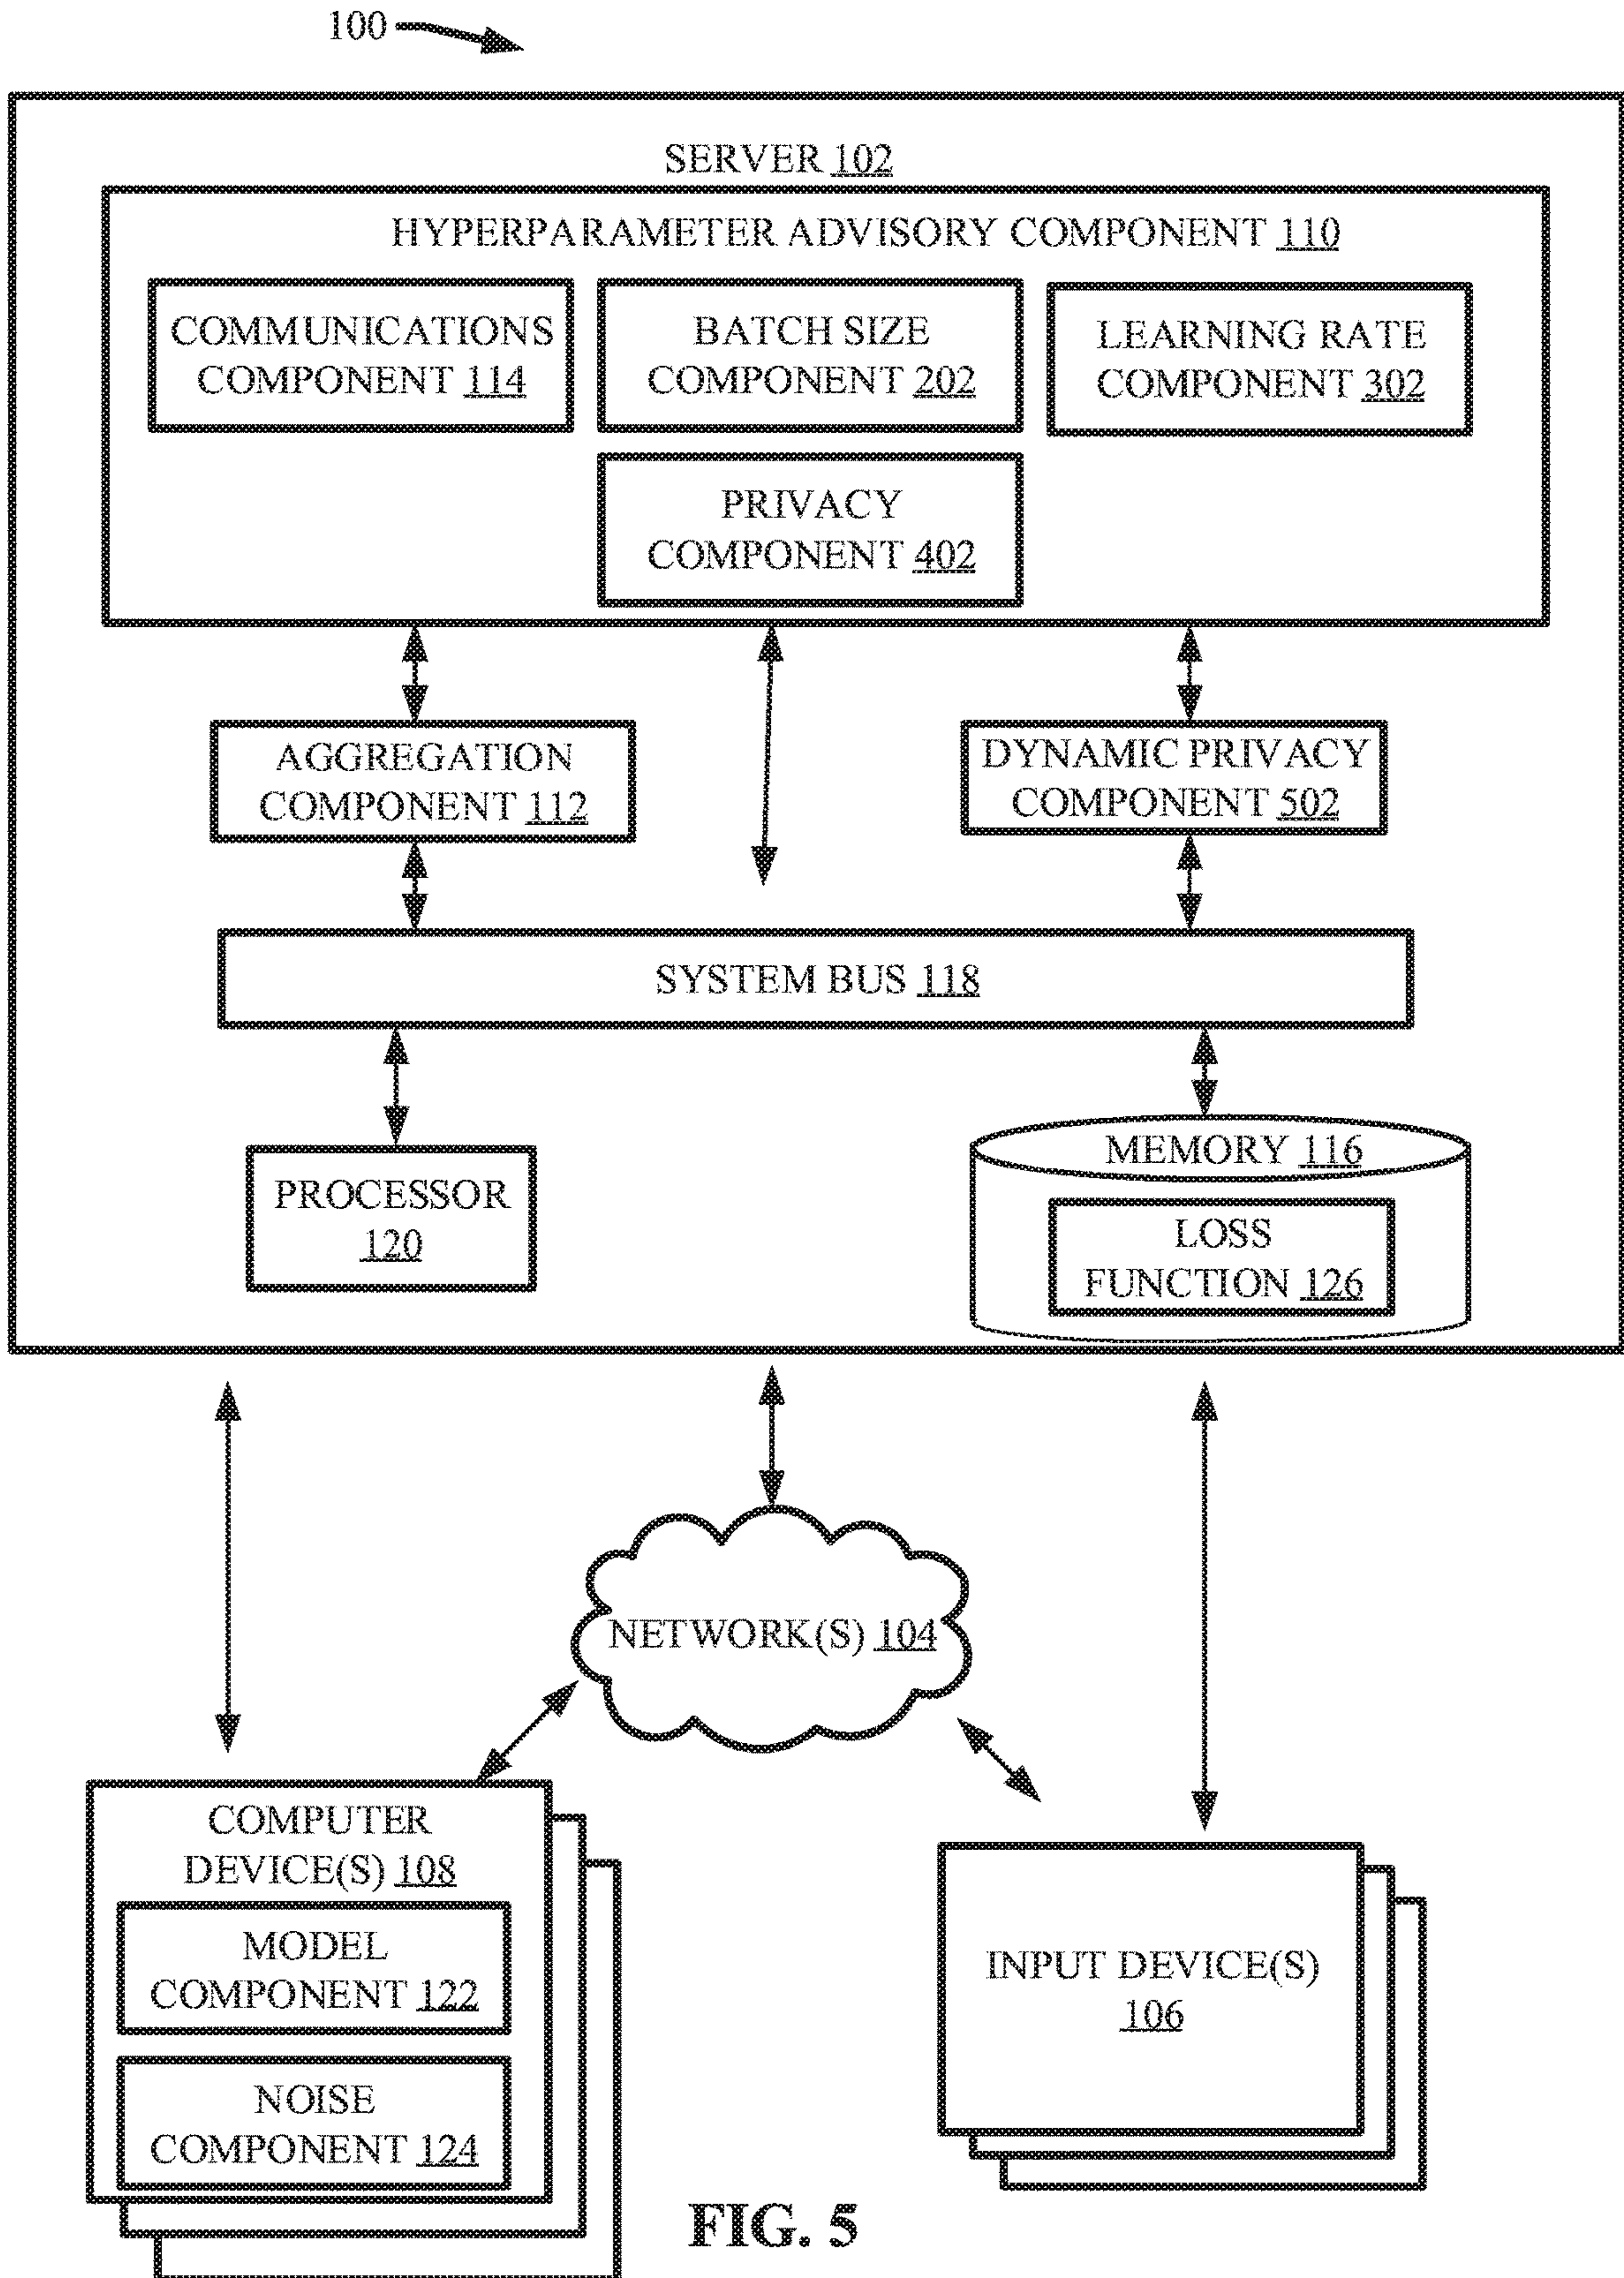 100
SERVER 102
HYPERPARAMETER ADVISORY COMPONENT 110
COMMUNICATIONS
COMPONENT 114
BATCH SIZE
COMPONENT 202
LEARNING RATE
COMPONENT 302
PRIVACY
COMPONENT 402
AGGREGATION
COMPONENT 112
DYNAMIC PRIVACY
COMPONENT 502
SYSTEM BUS 118
PROCESSOR
120
MEMORY 116
LOSS
FUNCTION 126
NETWORK(S) 104
COMPUTER
DEVICE(S) 108
MODEL
COMPONENT 122
NOISE
COMPONENT 124
INPUT DEVICE(S)
106
FIG. 5